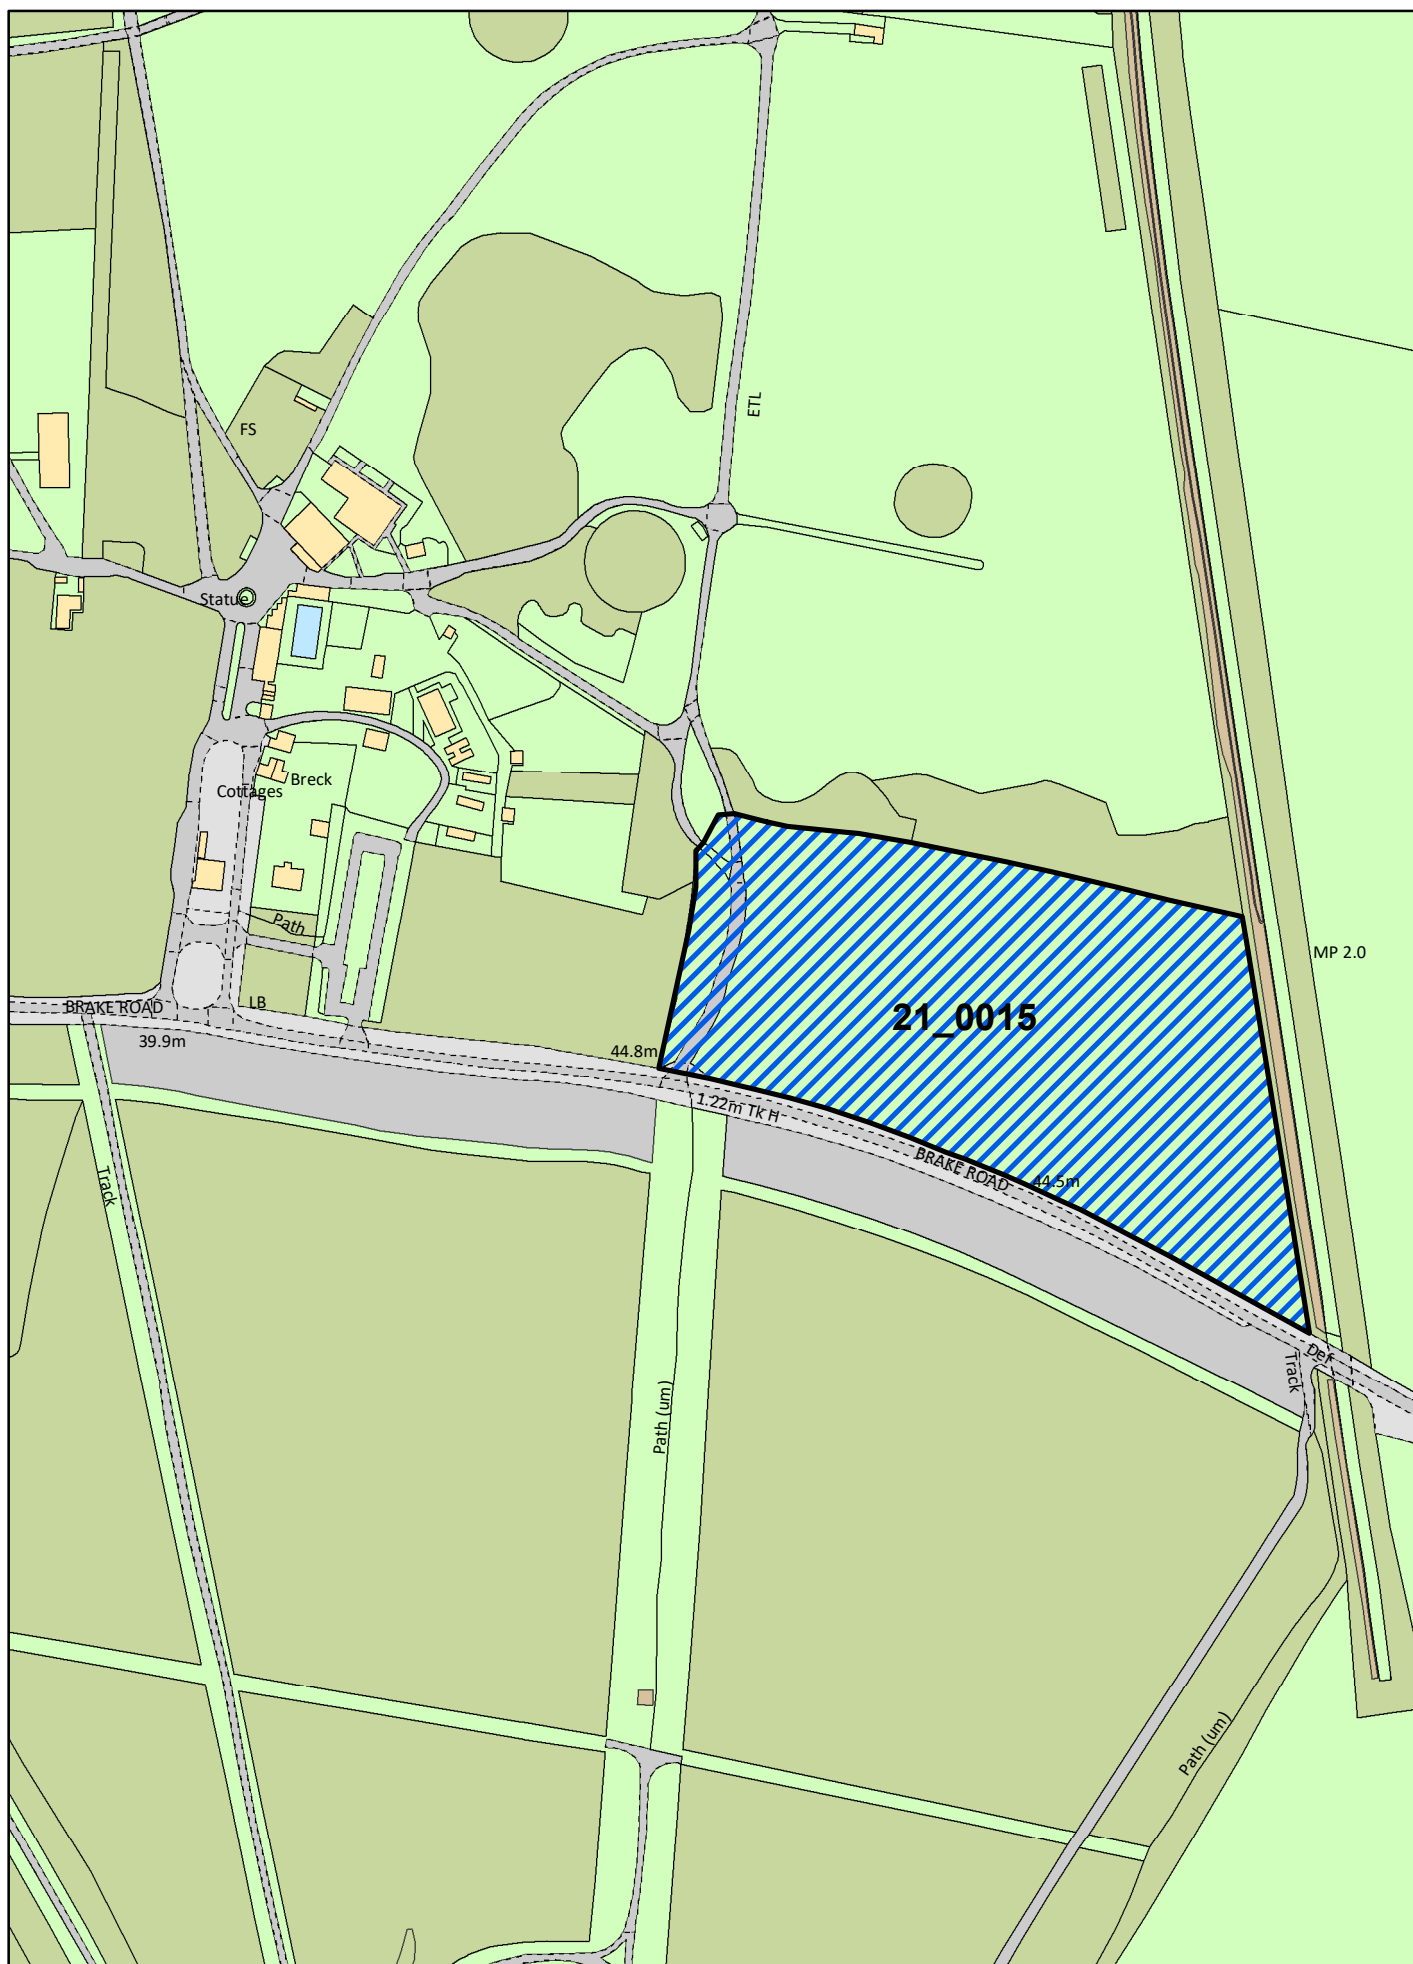 ETL
FS
Statue
Breck
Cottages
Path
MP 2.0
LB
BRAKE ROAD
21_0015
39.9m
44.8m
1.22m Tk H
BRAKE ROAD
44.5m
Track
Def
Track
Path (um)
Path (um)